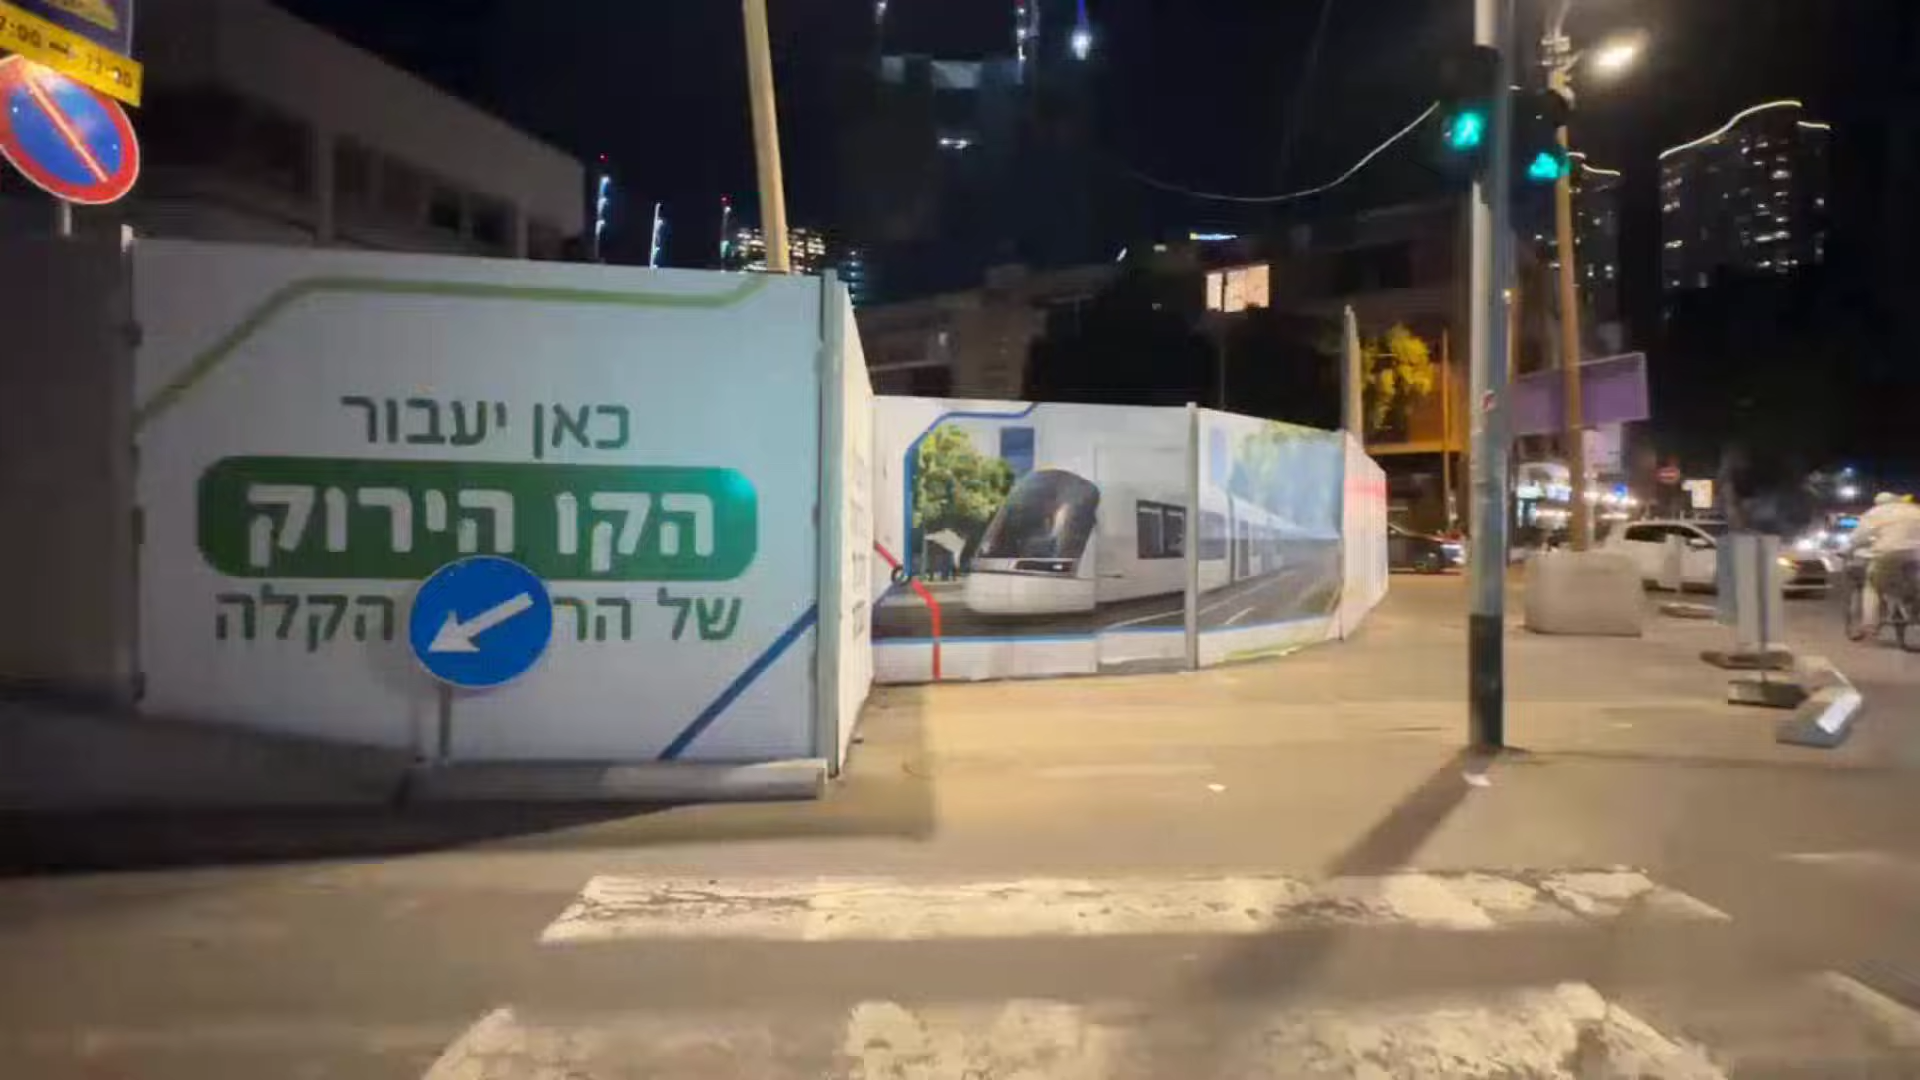 כאן יעבור
הקו הירוק
של הר הקלה